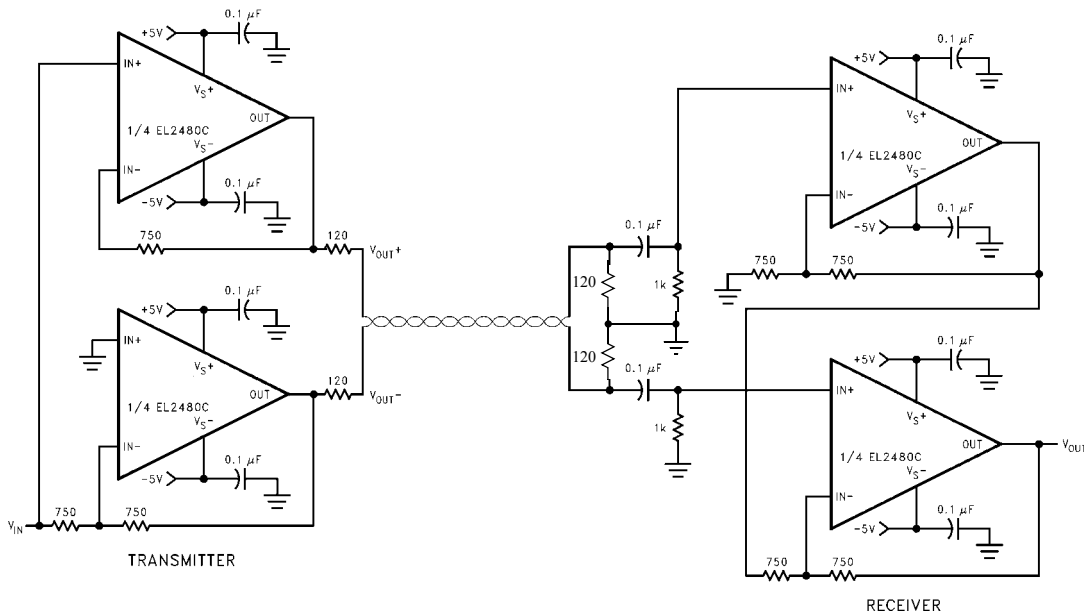 +5V
0.1 µF
IN+
V_S+
OUT
1/4 EL2480C
V_S-
IN-
-5V
0.1 µF
750
120
V_OUT+
+5V
0.1 µF
IN+
V_S+
OUT
120
V_OUT-
1/4 EL2480C
V_S-
IN-
-5V
0.1 µF
V_IN
750
750
TRANSMITTER
0.1 µF
120
1k
120
0.1 µF
1k
+5V
0.1 µF
IN+
V_S+
OUT
1/4 EL2480C
V_S-
IN-
-5V
0.1 µF
750
750
+5V
0.1 µF
IN+
V_S+
OUT
V_OUT
1/4 EL2480C
V_S-
IN-
-5V
0.1 µF
750
750
RECEIVER